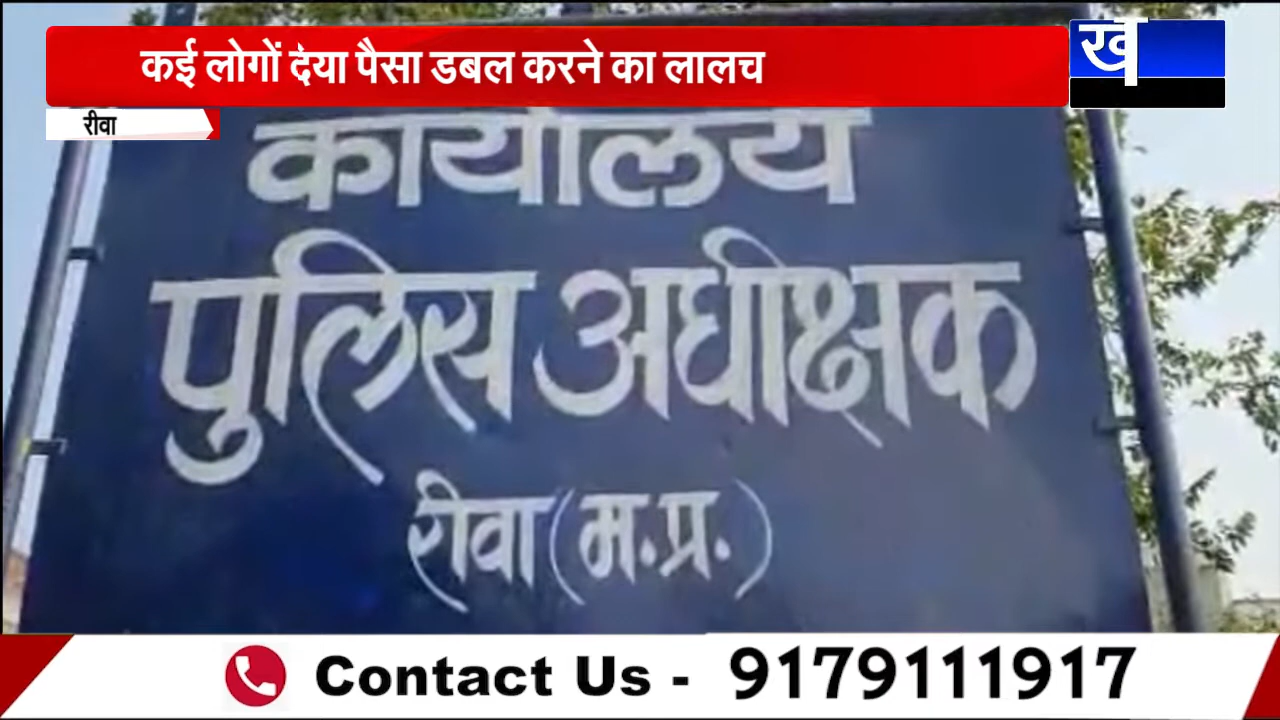 कई लोगों दंया पैसा डबल करने का लालच
ख
रीवा
कार्यालय
पुलिस अधीक्षक
रीवा (म.प्र.)
Contact Us - 9179111917